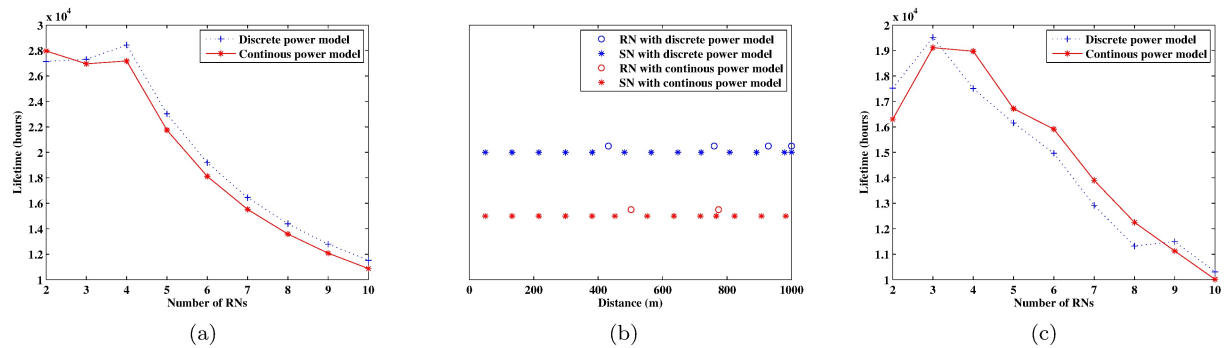 x 10⁴
3
2.8
2.6
2.4
2.2
2
1.8
1.6
1.4
1.2
1
Lifetime (hours)
2 3 4 5 6 7 8 9 10
Number of RNs
Discrete power model
Continous power model
(a)
RN with discrete power model
SN with discrete power model
RN with continous power model
SN with continous power model
0 200 400 600 800 1000
Distance (m)
(b)
x 10⁴
2
1.9
1.8
1.7
1.6
1.5
1.4
1.3
1.2
1.1
1
Lifetime (hours)
2 3 4 5 6 7 8 9 10
Number of RNs
Discrete power model
Continous power model
(c)